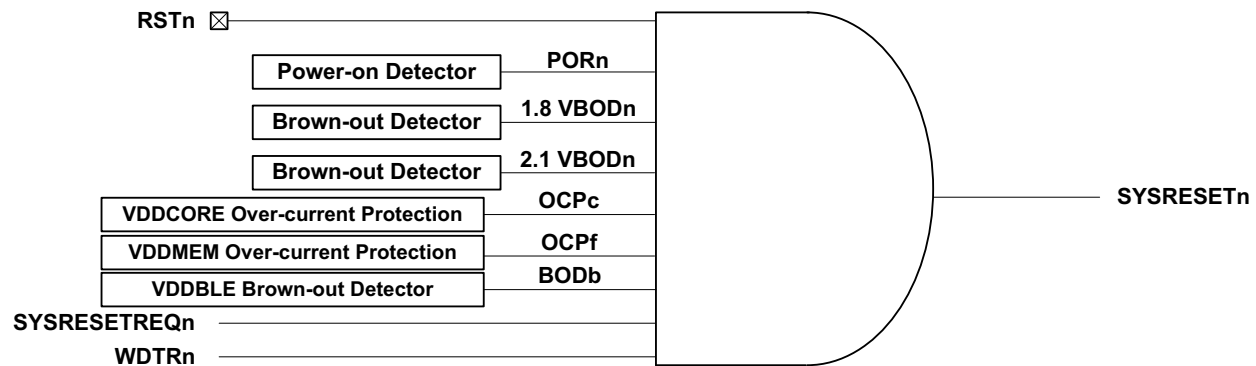 RSTn
Power-on Detector PORn
Brown-out Detector 1.8 VBODn
Brown-out Detector 2.1 VBODn
VDDCORE Over-current Protection OCPc
SYSRESETn
VDDMEM Over-current Protection OCPf
VDDBLE Brown-out Detector BODb
SYSRESETREQn
WDTRn